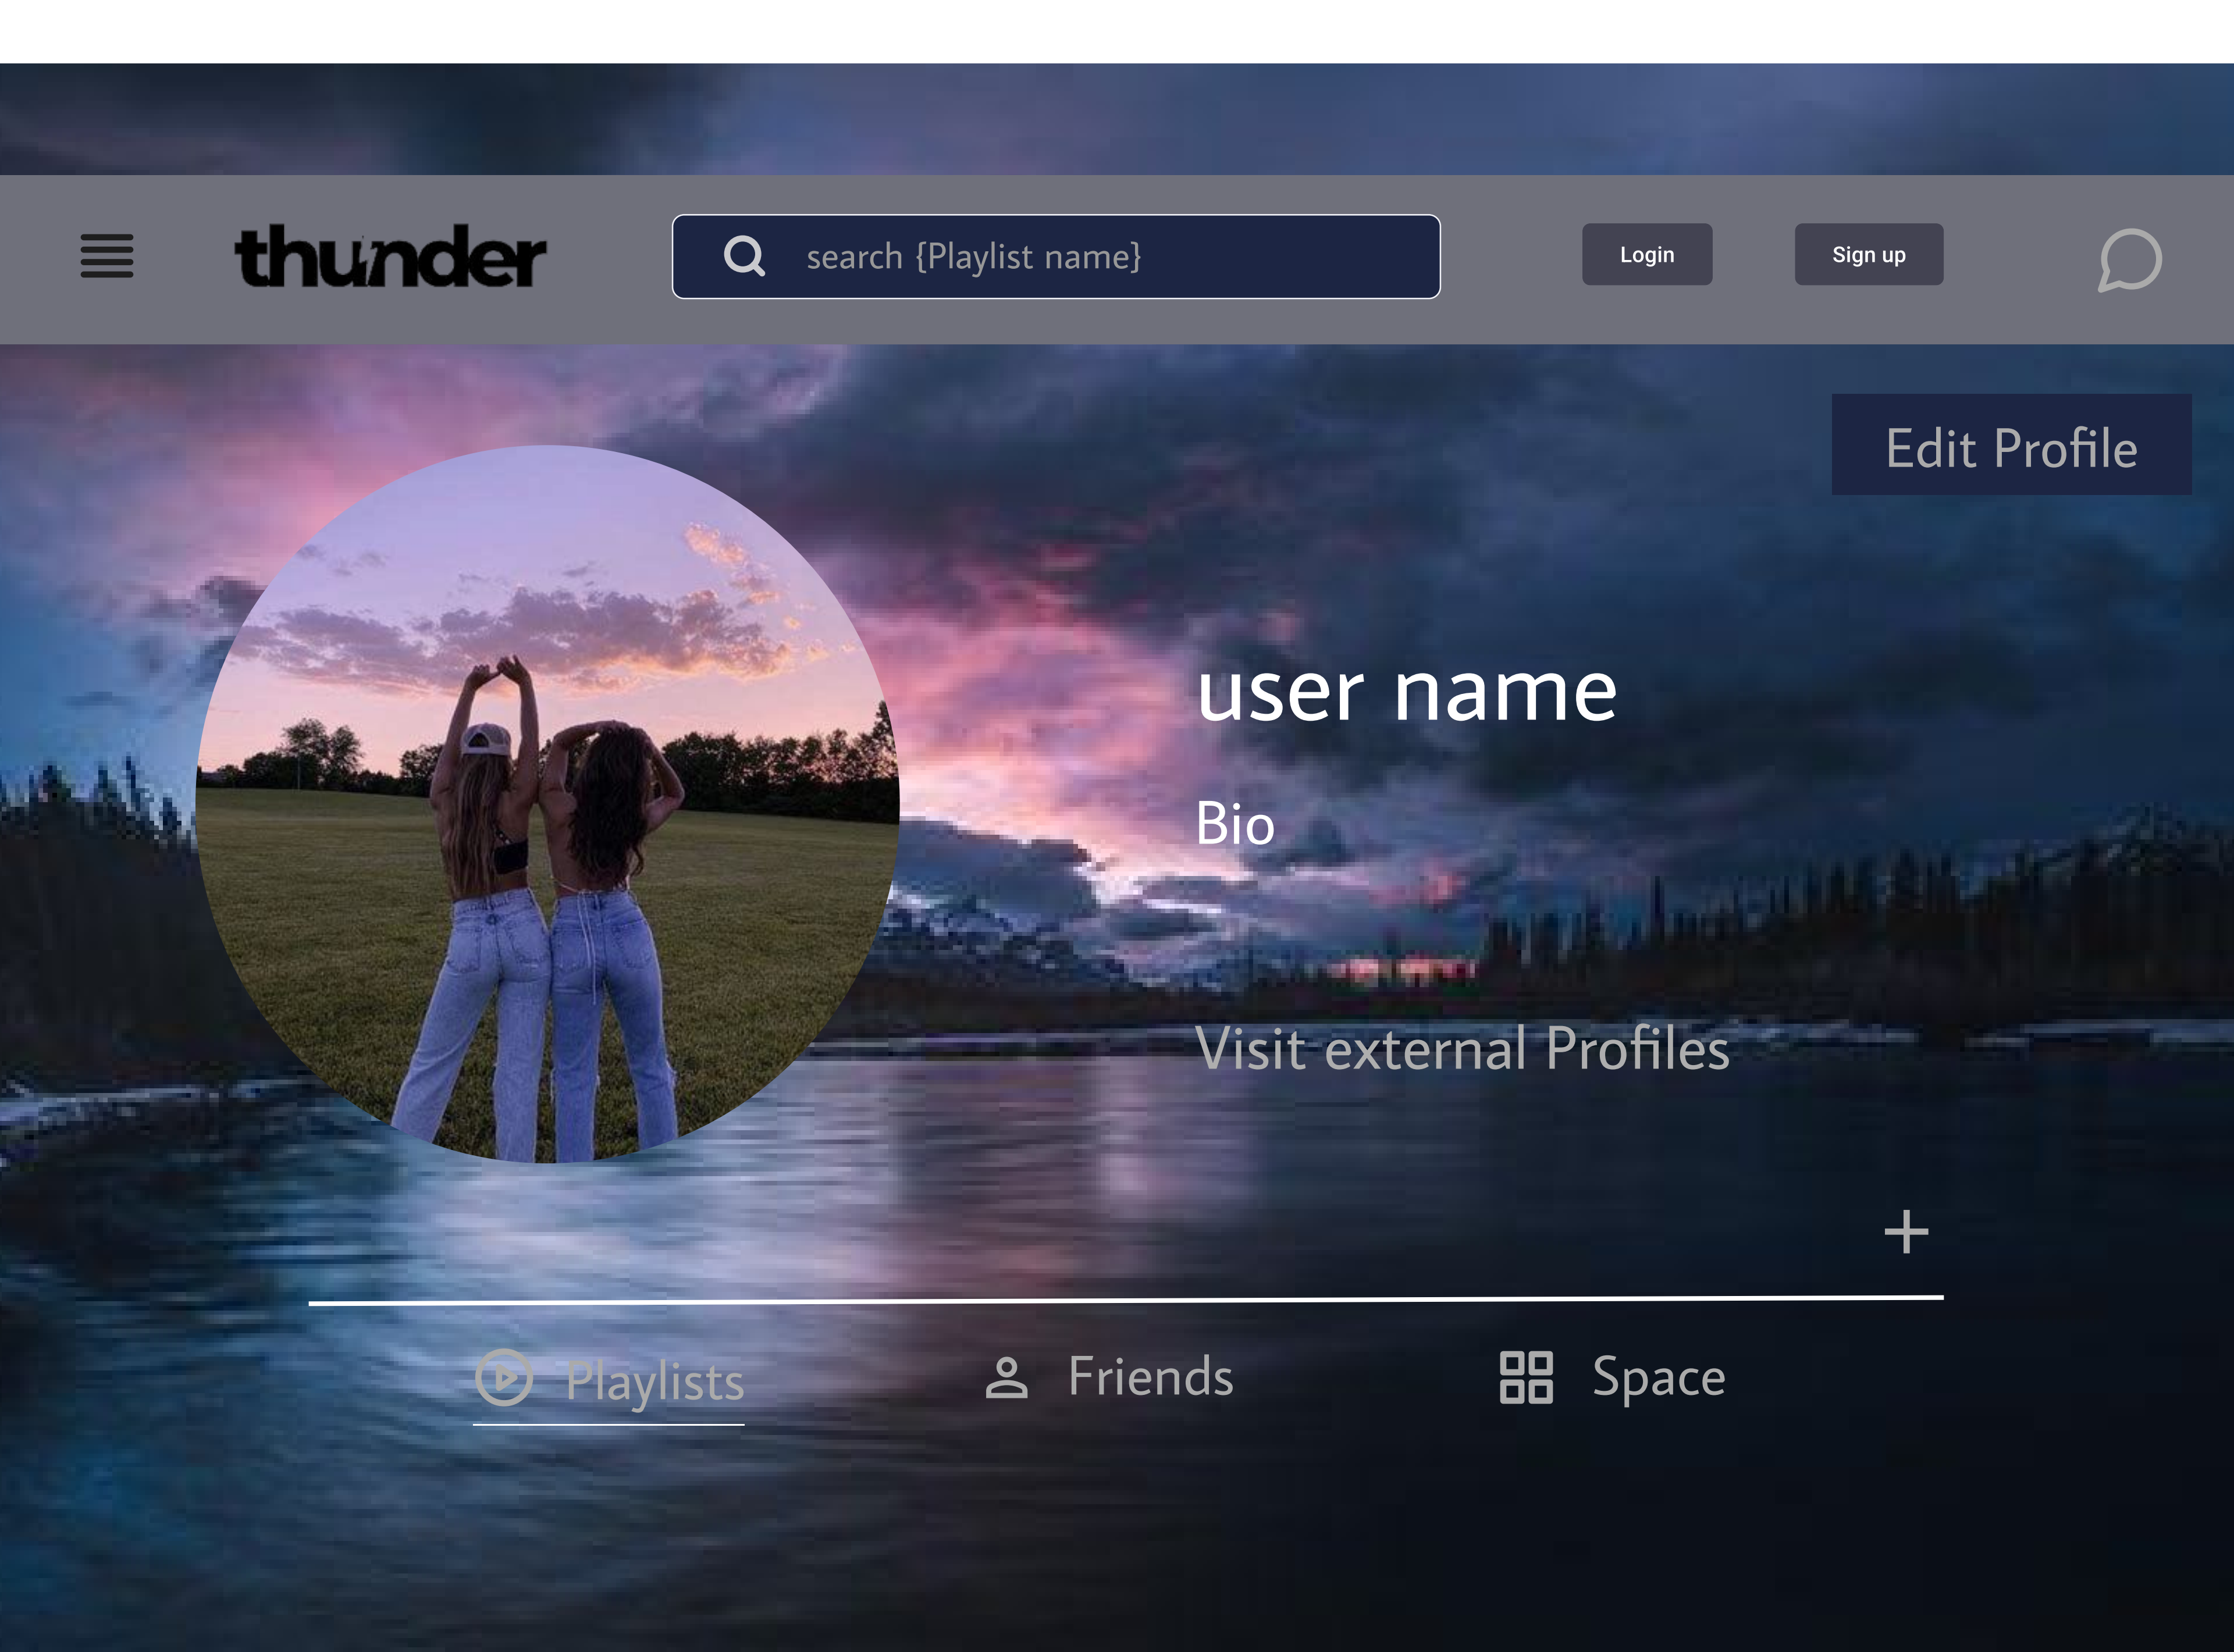 thunder
search {Playlist name}
Login
Sign up
Edit Profile
user name
Bio
Visit external Profiles
Playlists
Friends
Space